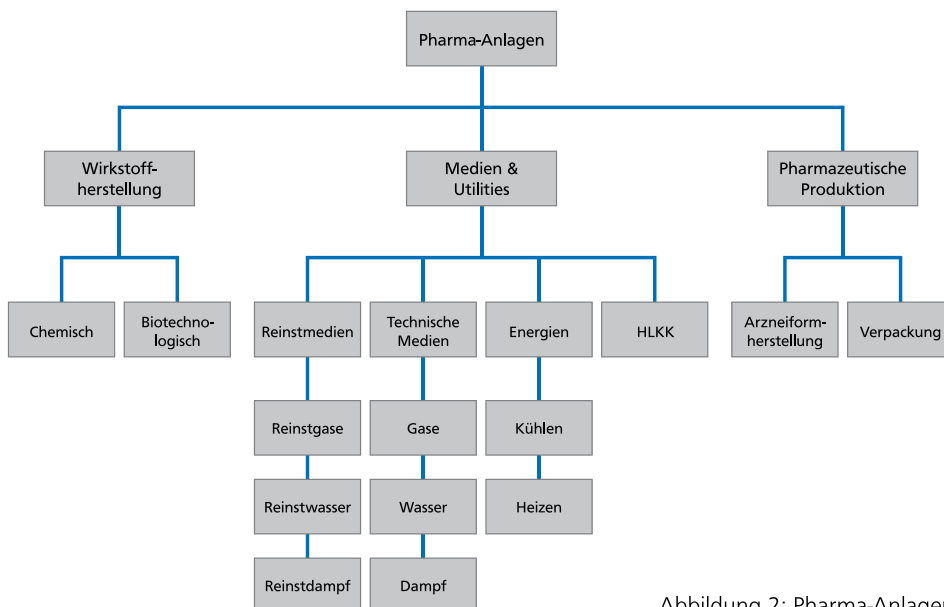 Pharma-Anlagen
Wirkstoff-
herstellung
Medien &
Utilities
Pharmazeutische
Produktion
Chemisch
Biotechno-
logisch
Reinstmedien
Technische
Medien
Energien
HLKK
Arzneiform-
herstellung
Verpackung
Reinstgase
Gase
Kühlen
Reinstwasser
Wasser
Heizen
Reinstdampf
Dampf
Abbildung 2: Pharma-Anlagen